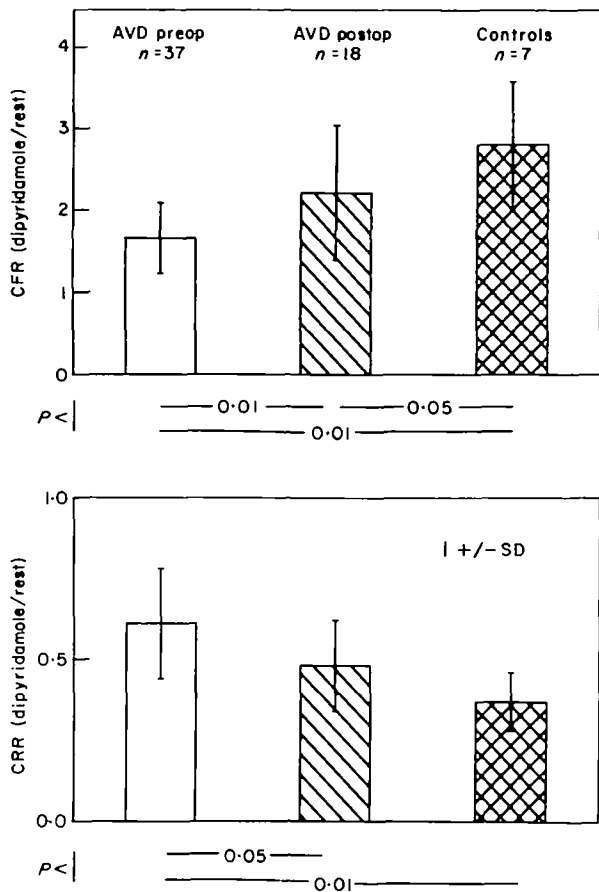 AVD preop AVD postop Controls
n=37 n=18 n=7
CFR (dipyridamole/rest)
4
3
2
1
0
P< 0·01 0·05
0·01
CRR (dipyridamole/rest)
1·0
I +/- SD
0·5
0·0
P< 0·05
0·01